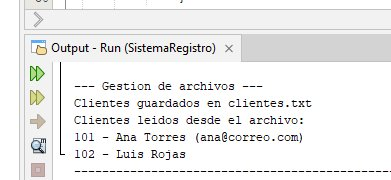 Output - Run (SistemaRegistro)
--- Gestion de archivos ---
Clientes guardados en clientes.txt
Clientes leidos desde el archivo:
101 - Ana Torres (ana@correo.com)
102 - Luis Rojas
------------------------------------------